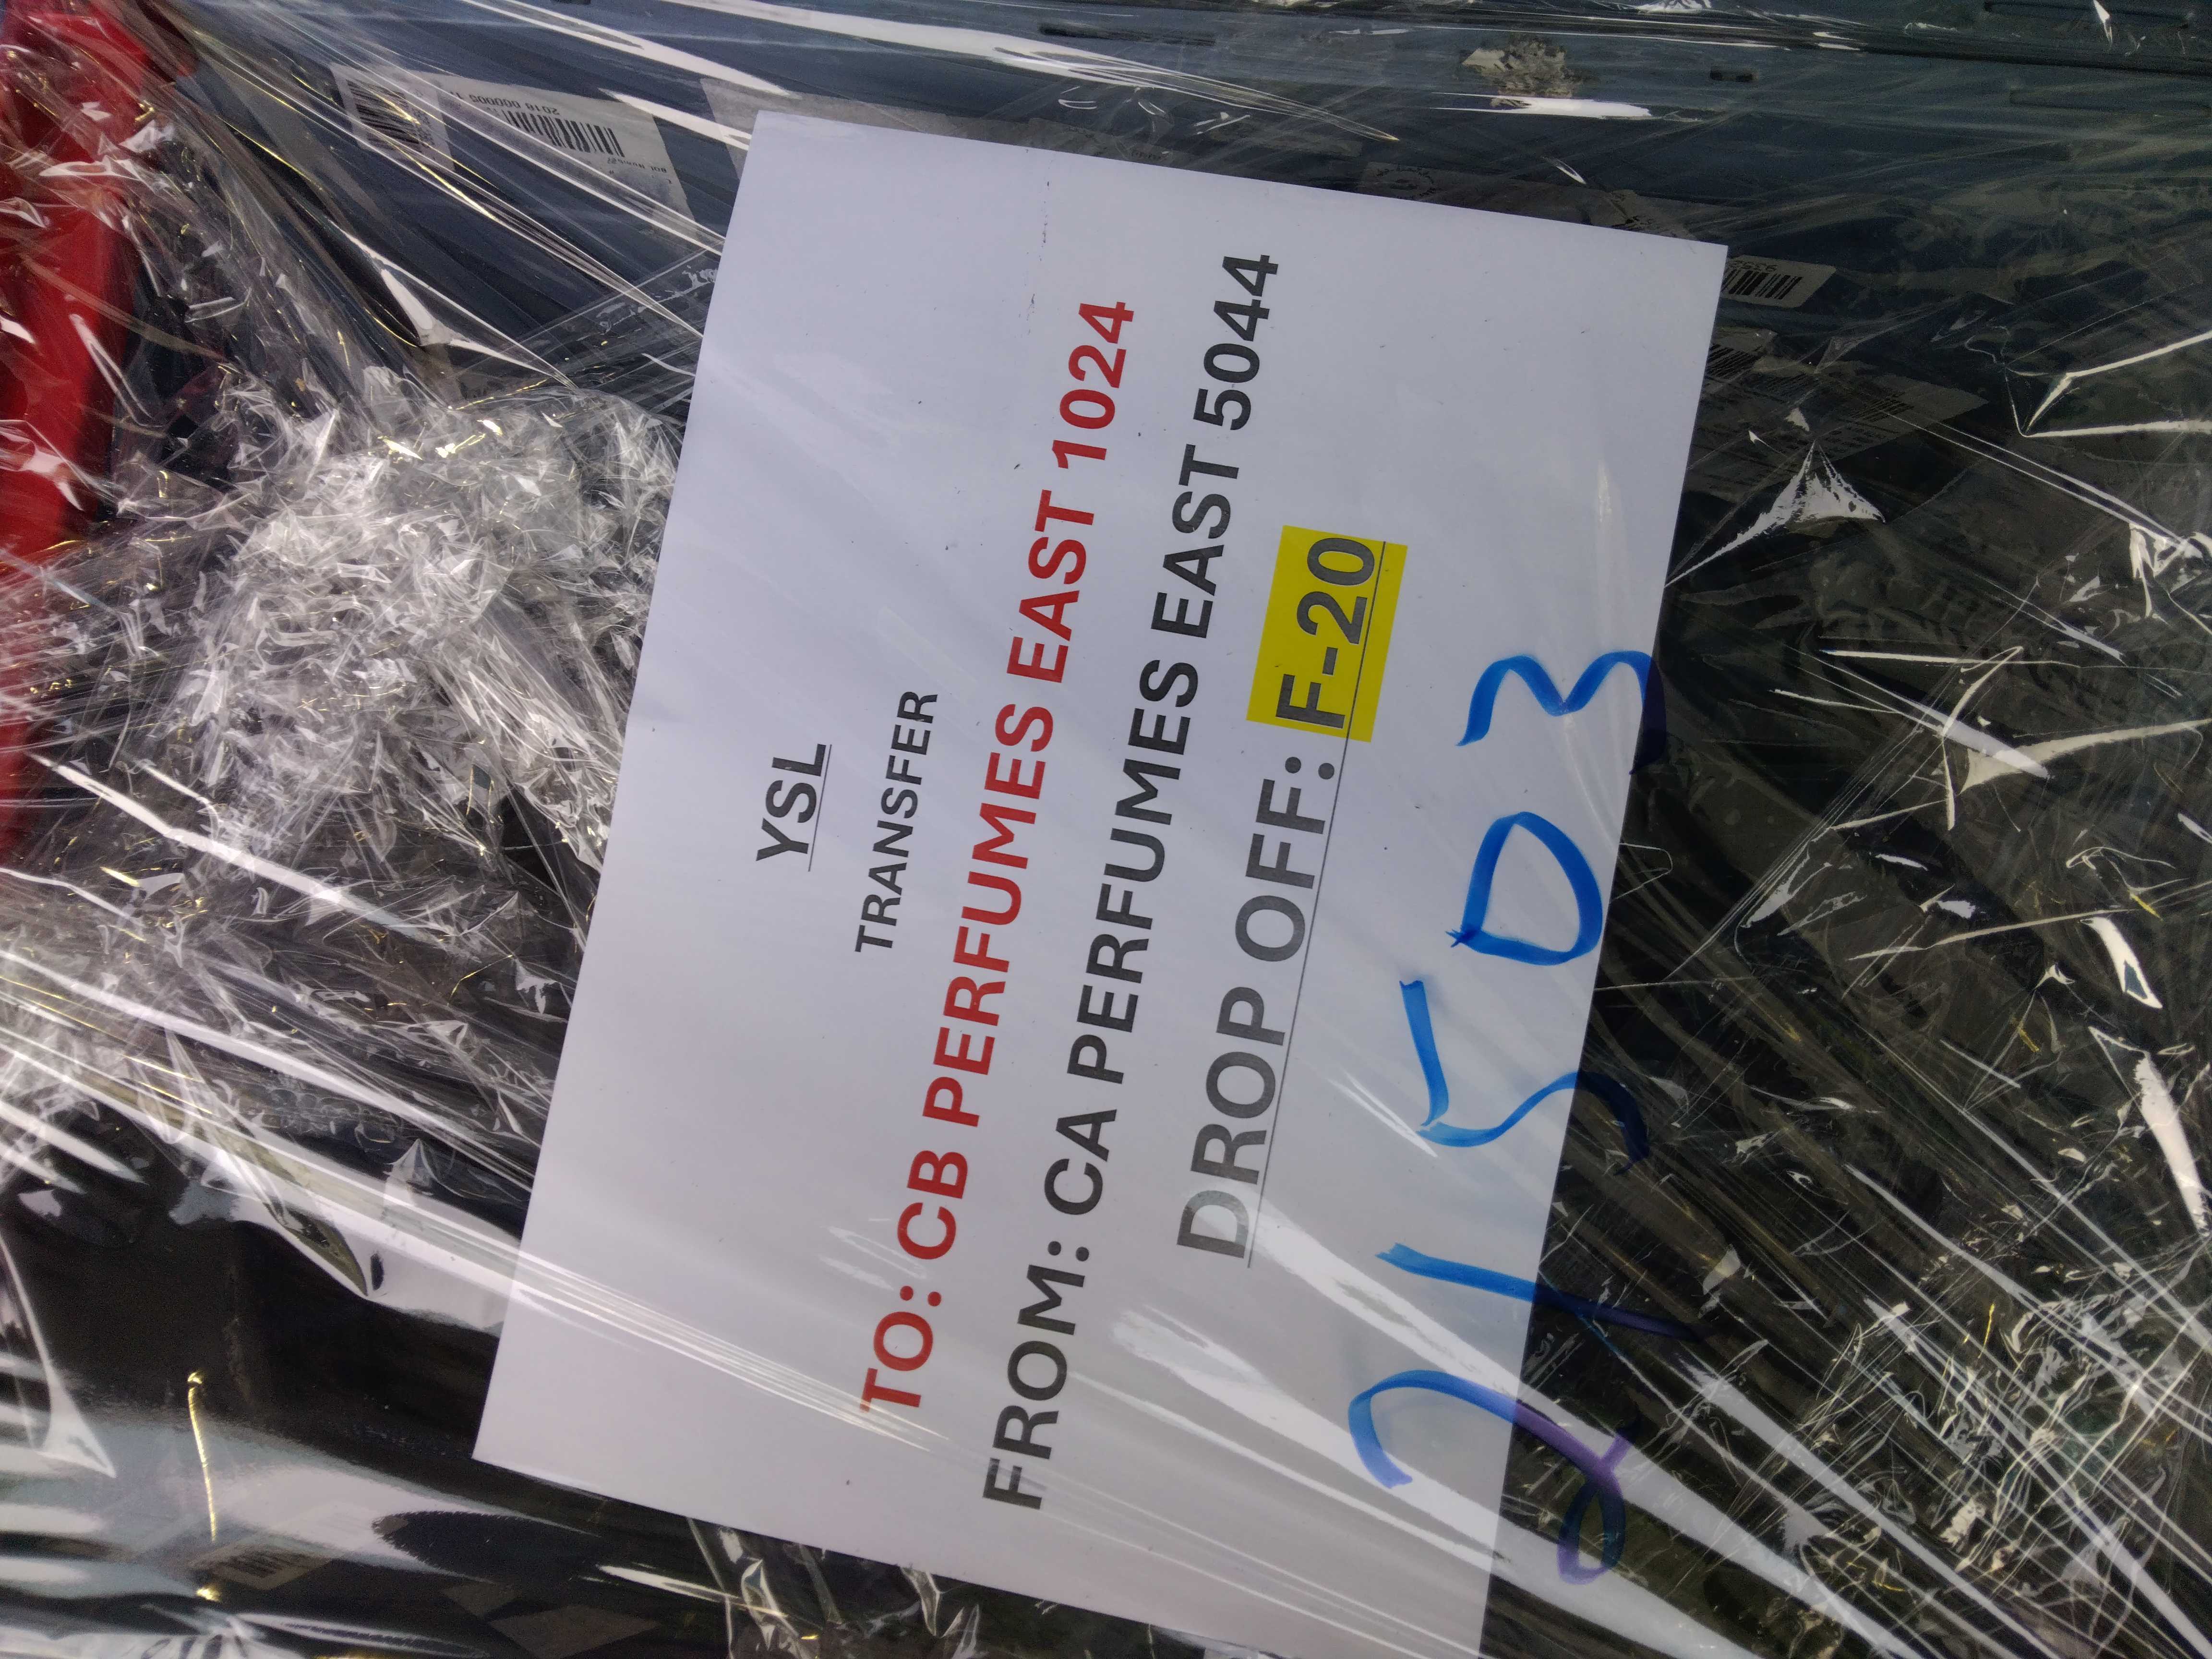 YSL
TRANSFER
TO: CB PERFUMES EAST 1024
FROM: CA PERFUMES EAST 5044
DROP OFF: F-20
21503